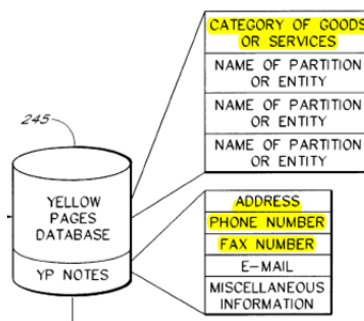 CATEGORY OF GOODS
OR SERVICES
NAME OF PARTITION
OR ENTITY
NAME OF PARTITION
OR ENTITY
NAME OF PARTITION
OR ENTITY
245
YELLOW
PAGES
DATABASE
YP NOTES
ADDRESS
PHONE NUMBER
FAX NUMBER
E-MAIL
MISCELLANEOUS
INFORMATION